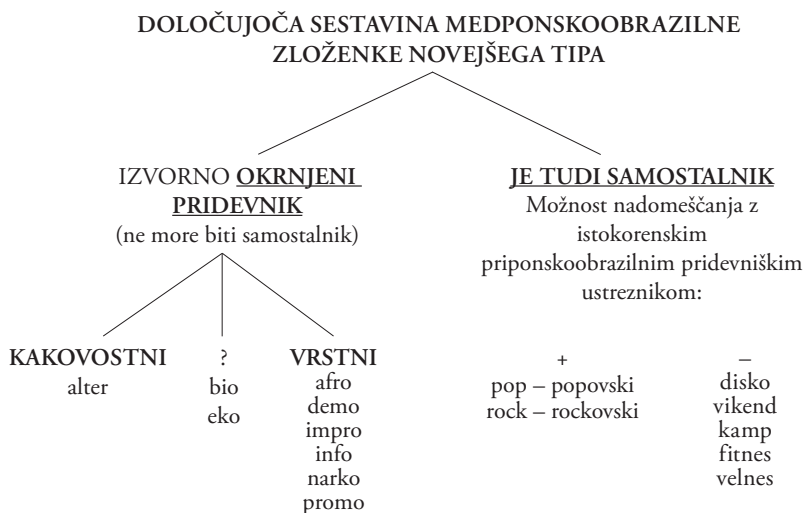 DOLOČUJOČA SESTAVINA MEDPONSKOOBRAZILNE
ZLOŽENKE NOVEJŠEGA TIPA
IZVORNO OKRNJENI
PRIDEVNIK
(ne more biti samostalnik)
JE TUDI SAMOSTALNIK
Možnost nadomeščanja z
istokorenskim
priponskoobrazilnim pridevniškim
ustreznikom:
KAKOVOSTNI
alter
?
bio
eko
VRSTNI
afro
demo
impro
info
narko
promo
+
pop – popovski
rock – rockovski
–
disko
vikend
kamp
fitnes
velnes